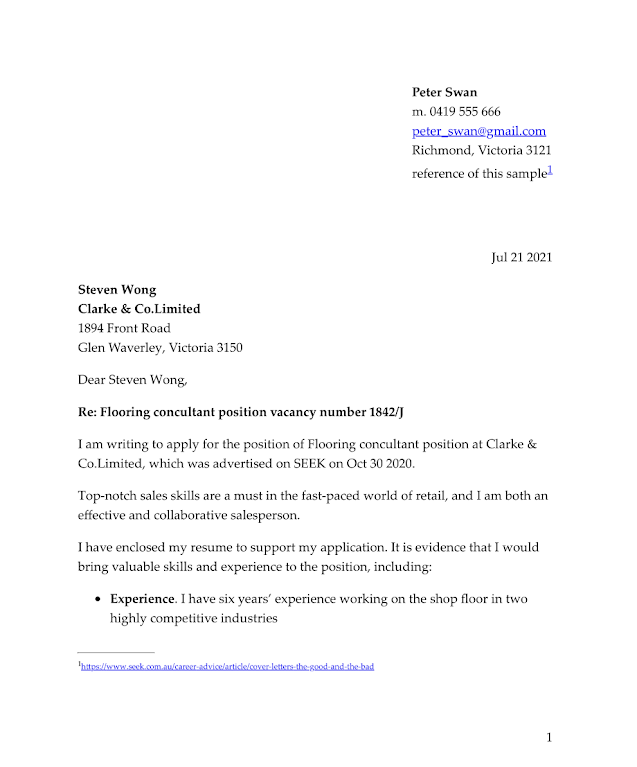 Peter Swan
m. 0419 555 666
peter_swan@gmail.com
Richmond, Victoria 3121
reference of this sample1
Jul 21 2021
Steven Wong
Clarke & Co.Limited
1894 Front Road
Glen Waverley, Victoria 3150
Dear Steven Wong,
Re: Flooring concultant position vacancy number 1842/J
I am writing to apply for the position of Flooring concultant position at Clarke &
Co.Limited, which was advertised on SEEK on Oct 30 2020.
Top-notch sales skills are a must in the fast-paced world of retail, and I am both an
effective and collaborative salesperson.
I have enclosed my resume to support my application. It is evidence that I would
bring valuable skills and experience to the position, including:
• Experience. I have six years’ experience working on the shop floor in two
highly competitive industries
1https://www.seek.com.au/career-advice/article/cover-letters-the-good-and-the-bad
1